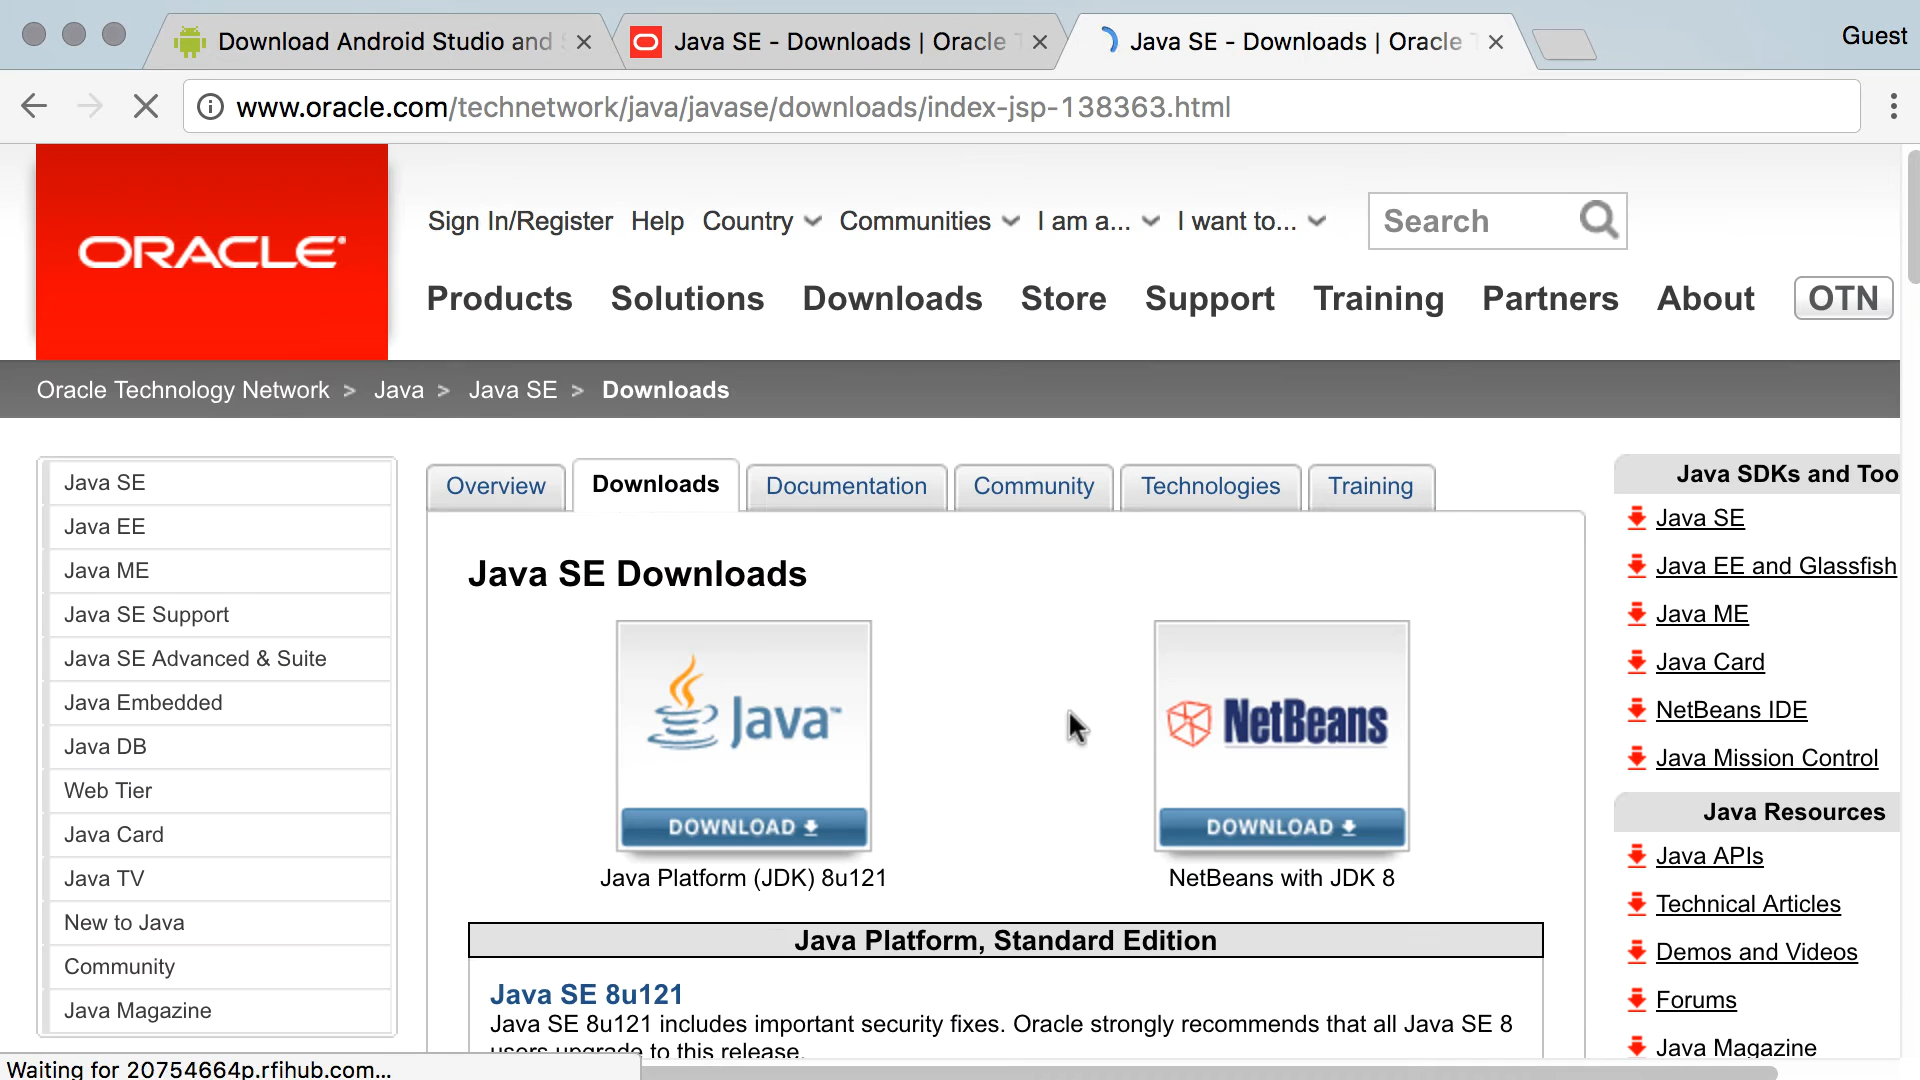 Download Android Studio and
Java SE - Downloads | Oracle
Java SE - Downloads | Oracle
Guest
www.oracle.com/technetwork/java/javase/downloads/index-jsp-138363.html
ORACLE
Sign In/Register Help Country Communities I am a... I want to... Search
Products Solutions Downloads Store Support Training Partners About OTN
Oracle Technology Network > Java > Java SE > Downloads
Java SE
Java EE
Java ME
Java SE Support
Java SE Advanced & Suite
Java Embedded
Java DB
Web Tier
Java Card
Java TV
New to Java
Community
Java Magazine
Overview Downloads Documentation Community Technologies Training
Java SE Downloads
Java™
DOWNLOAD
Java Platform (JDK) 8u121
NetBeans
DOWNLOAD
NetBeans with JDK 8
Java Platform, Standard Edition
Java SE 8u121
Java SE 8u121 includes important security fixes. Oracle strongly recommends that all Java SE 8
users upgrade to this release.
Java SDKs and Too
Java SE
Java EE and Glassfish
Java ME
Java Card
NetBeans IDE
Java Mission Control
Java Resources
Java APIs
Technical Articles
Demos and Videos
Forums
Java Magazine
Waiting for 20754664p.rfihub.com...